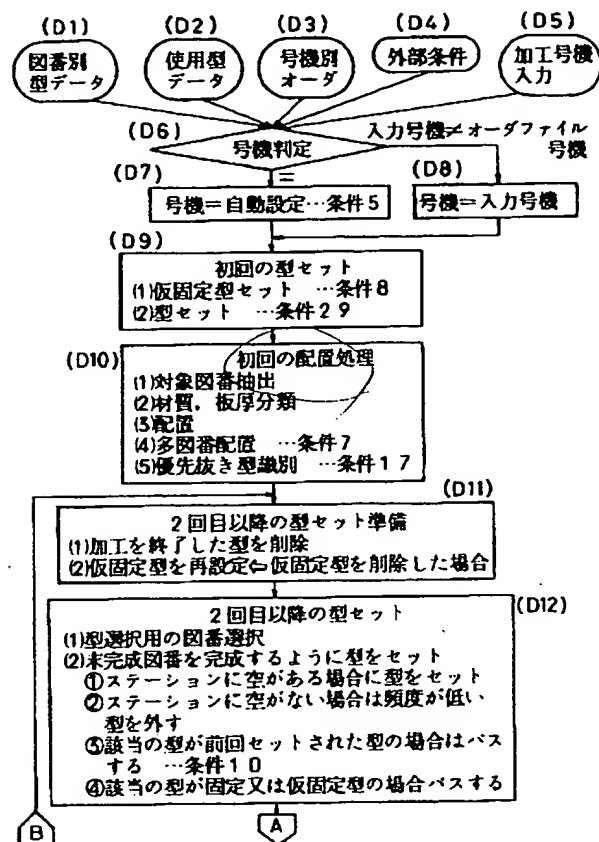 (D1)
(D2)
(D3)
(D4)
(D5)
図番別
型データ
使用型
データ
号機別
オーダ
外部条件
加工号機
入力
(D6)
号機判定
入力号機≠オーダファイル
号機
(D7)
=
(D8)
号機=自動設定…条件5
号機=入力号機
(D9)
初回の型セット
(1)仮固定型セット …条件8
(2)型セット …条件29
(D10)
初回の配置処理
(1)対象図番抽出
(2)材質,板厚分類
(3)配置
(4)多図番配置 …条件7
(5)優先抜き型識別 …条件17
(D11)
2回目以降の型セット準備
(1)加工を終了した型を削除
(2)仮固定型を再設定⇦仮固定型を削除した場合
(D12)
2回目以降の型セット
(1)型選択用の図番選択
(2)未完成図番を完成するように型をセット
①ステーションに空がある場合に型をセット
②ステーションに空がない場合は頻度が低い
型を外す
③該当の型が前回セットされた型の場合はパス
する …条件10
④該当の型が固定又は仮固定型の場合パスする
B
A